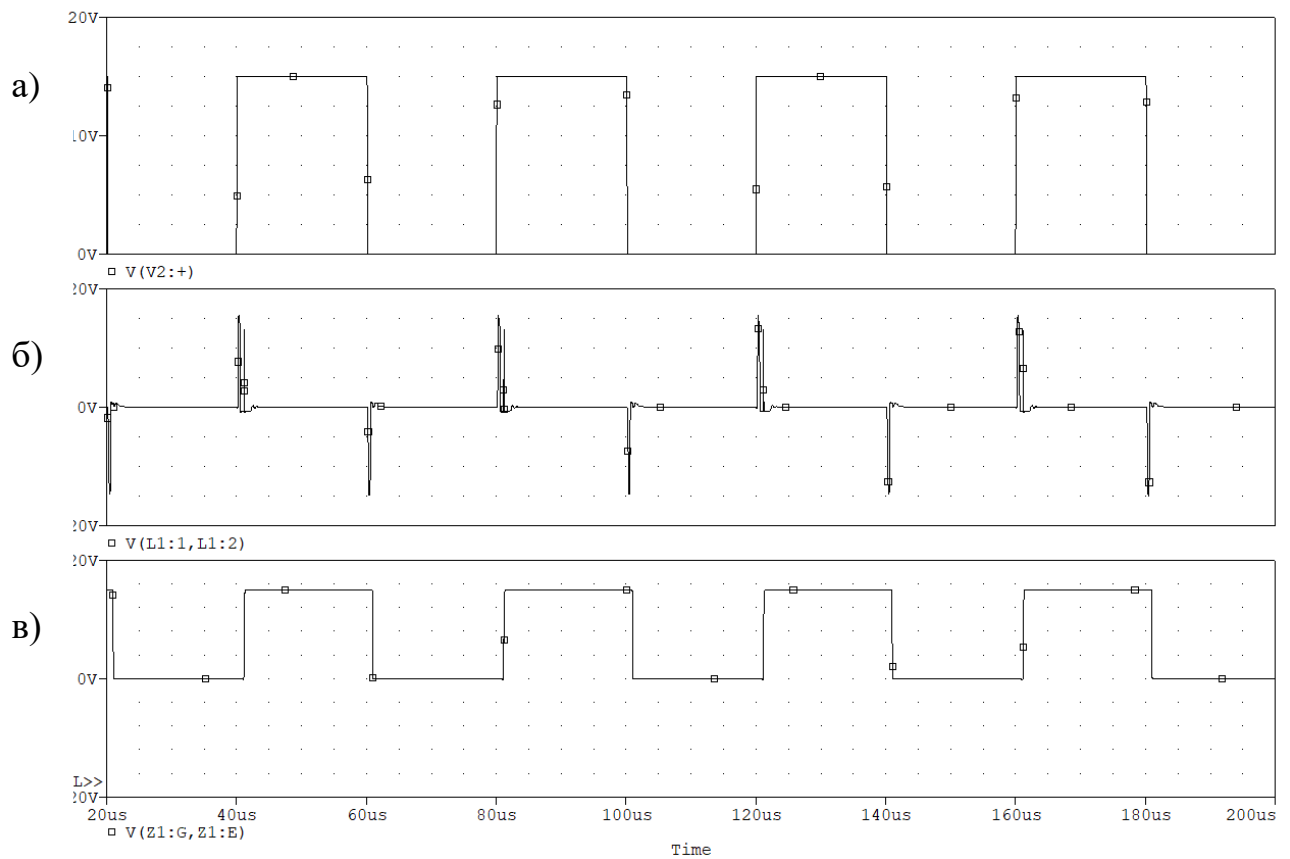 а)
20V
10V
0V
V(V2:+)
б)
20V
0V
20V
V(L1:1,L1:2)
в)
20V
0V
L>>
20V
20us 40us 60us 80us 100us 120us 140us 160us 180us 200us
V(Z1:G,Z1:E)
Time